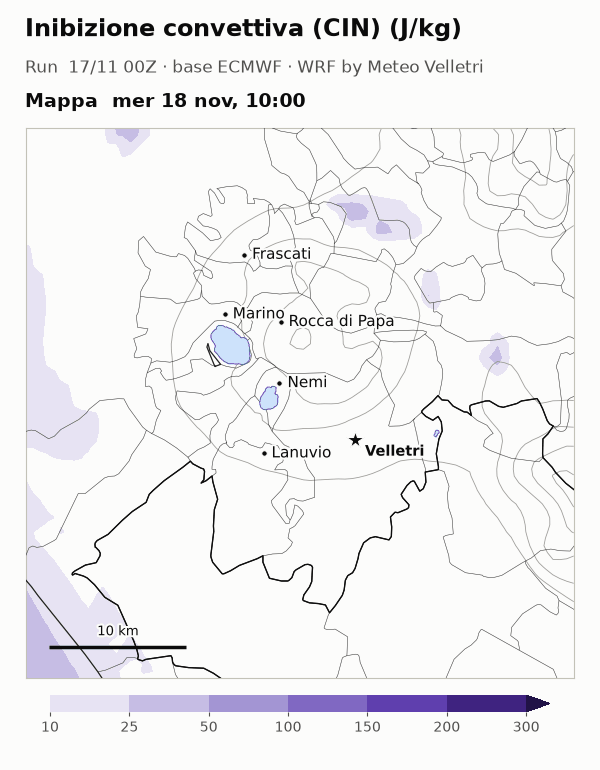 Inibizione convettiva (CIN) (J/kg)
Run  17/11 00Z · base ECMWF · WRF by Meteo Velletri
Mappa  mer 18 nov, 10:00
Frascati
Marino
Rocca di Papa
Nemi
Velletri
Lanuvio
10 km
10 25 50 100 150 200 300